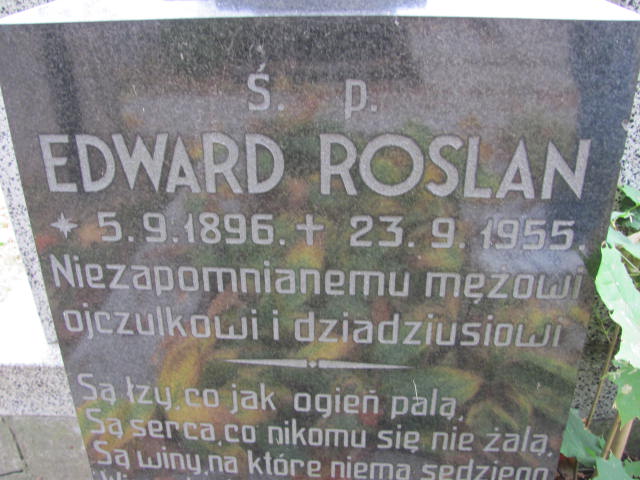 Ś. p.
EDWARD ROSLAN
* 5.9.1896. + 23.9.1955.
Niezapomnianemu mężowi
ojczulkowi i dziadziusiowi
Są łzy, co jak ogień palą,
Są serca, co nikomu się nie żalą,
Są winy, na które niema sędziego